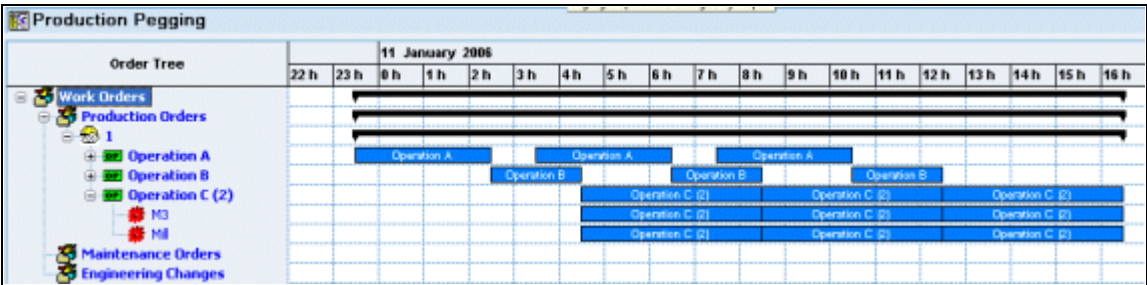 Production Pegging
Order Tree
11 January 2006
22 h 23 h 0 h 1 h 2 h 3 h 4 h 5 h 6 h 7 h 8 h 9 h 10 h 11 h 12 h 13 h 14 h 15 h 16 h
Work Orders
Production Orders
1
Operation A Operation A Operation A Operation A
Operation B Operation B Operation B Operation B
Operation C (2) Operation C (2) Operation C (2) Operation C (2)
M3 Operation C (2) Operation C (2) Operation C (2)
Mill Operation C (2) Operation C (2) Operation C (2)
Maintenance Orders
Engineering Changes